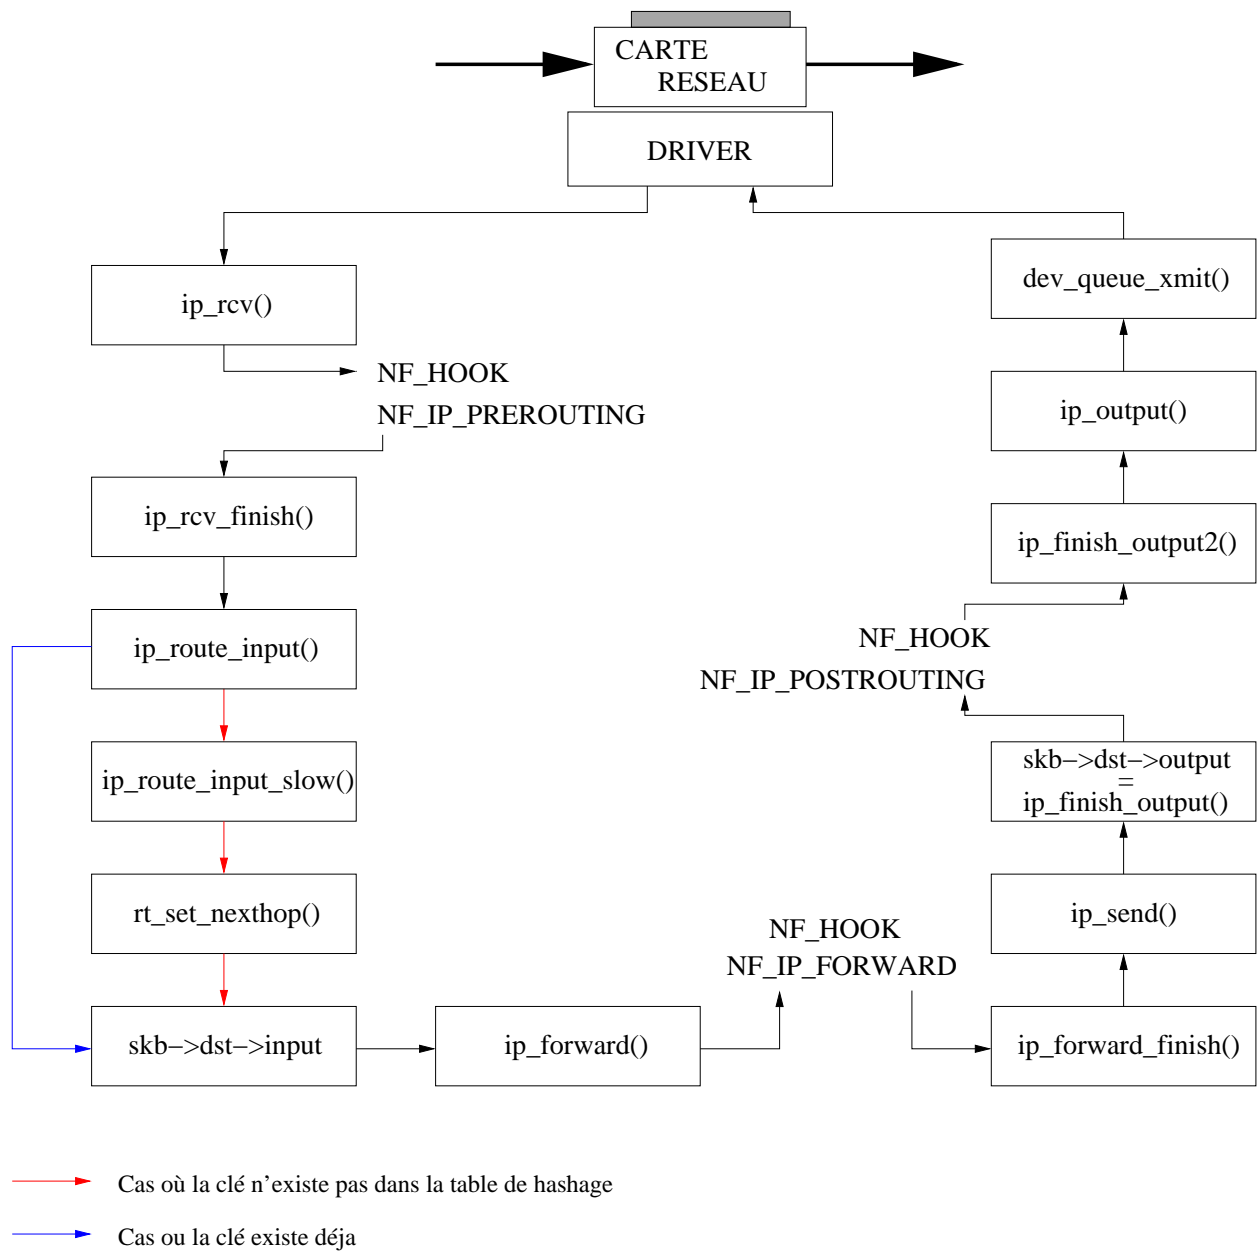 CARTE
RESEAU
DRIVER
ip_rcv()
NF_HOOK
NF_IP_PREROUTING
ip_rcv_finish()
ip_route_input()
ip_route_input_slow()
rt_set_nexthop()
skb−>dst−>input
ip_forward()
NF_HOOK
NF_IP_FORWARD
ip_forward_finish()
ip_send()
skb−>dst−>output
=
ip_finish_output()
NF_HOOK
NF_IP_POSTROUTING
ip_finish_output2()
ip_output()
dev_queue_xmit()
Cas où la clé n'existe pas dans la table de hashage
Cas ou la clé existe déja